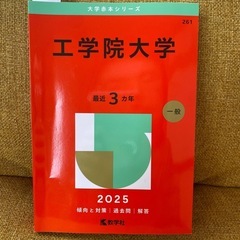 大学赤本シリーズ
261
工学院大学
最近3カ年
一般
2025
傾向と対策|過去問|解答
教学社